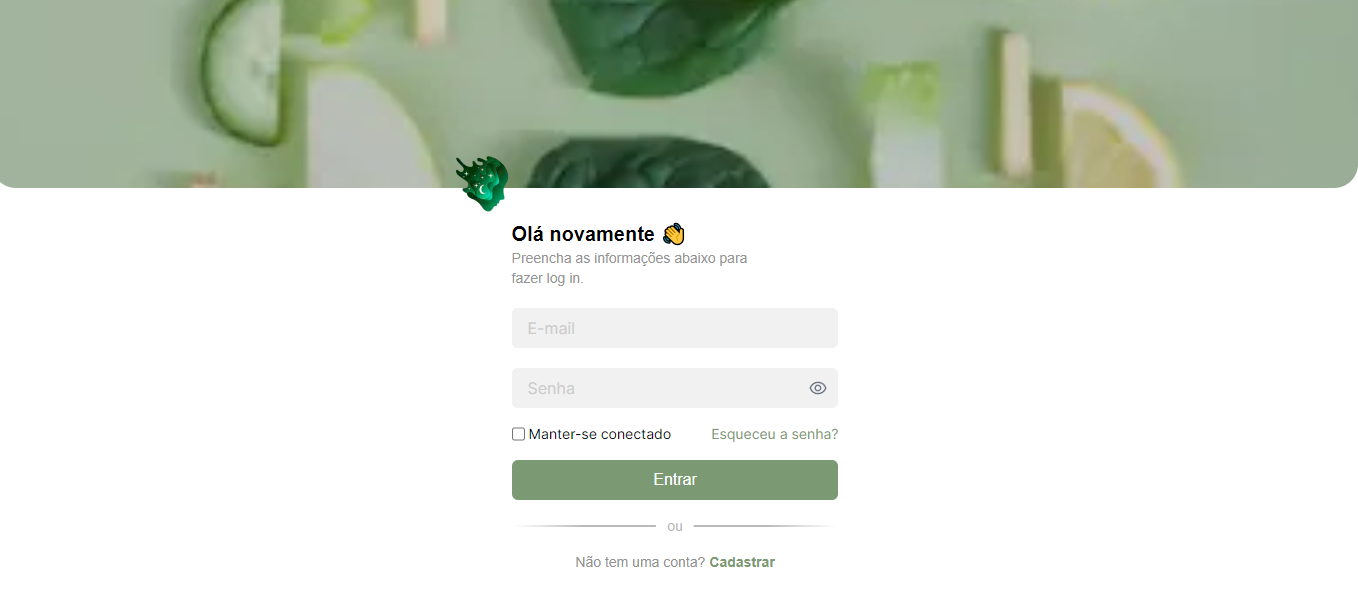 Olá novamente 👋
Preencha as informações abaixo para
fazer log in.
E-mail
Senha
Manter-se conectado Esqueceu a senha?
Entrar
ou
Não tem uma conta? Cadastrar